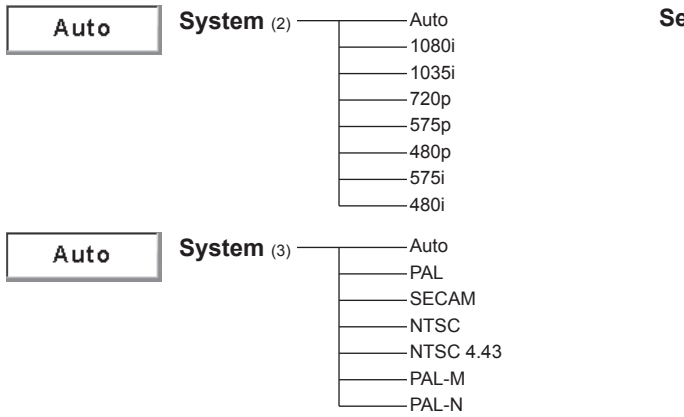 Auto System (2) Auto
1080i
1035i
720p
575p
480p
575i
480i
Auto System (3) Auto
PAL
SECAM
NTSC
NTSC 4.43
PAL-M
PAL-N
Se